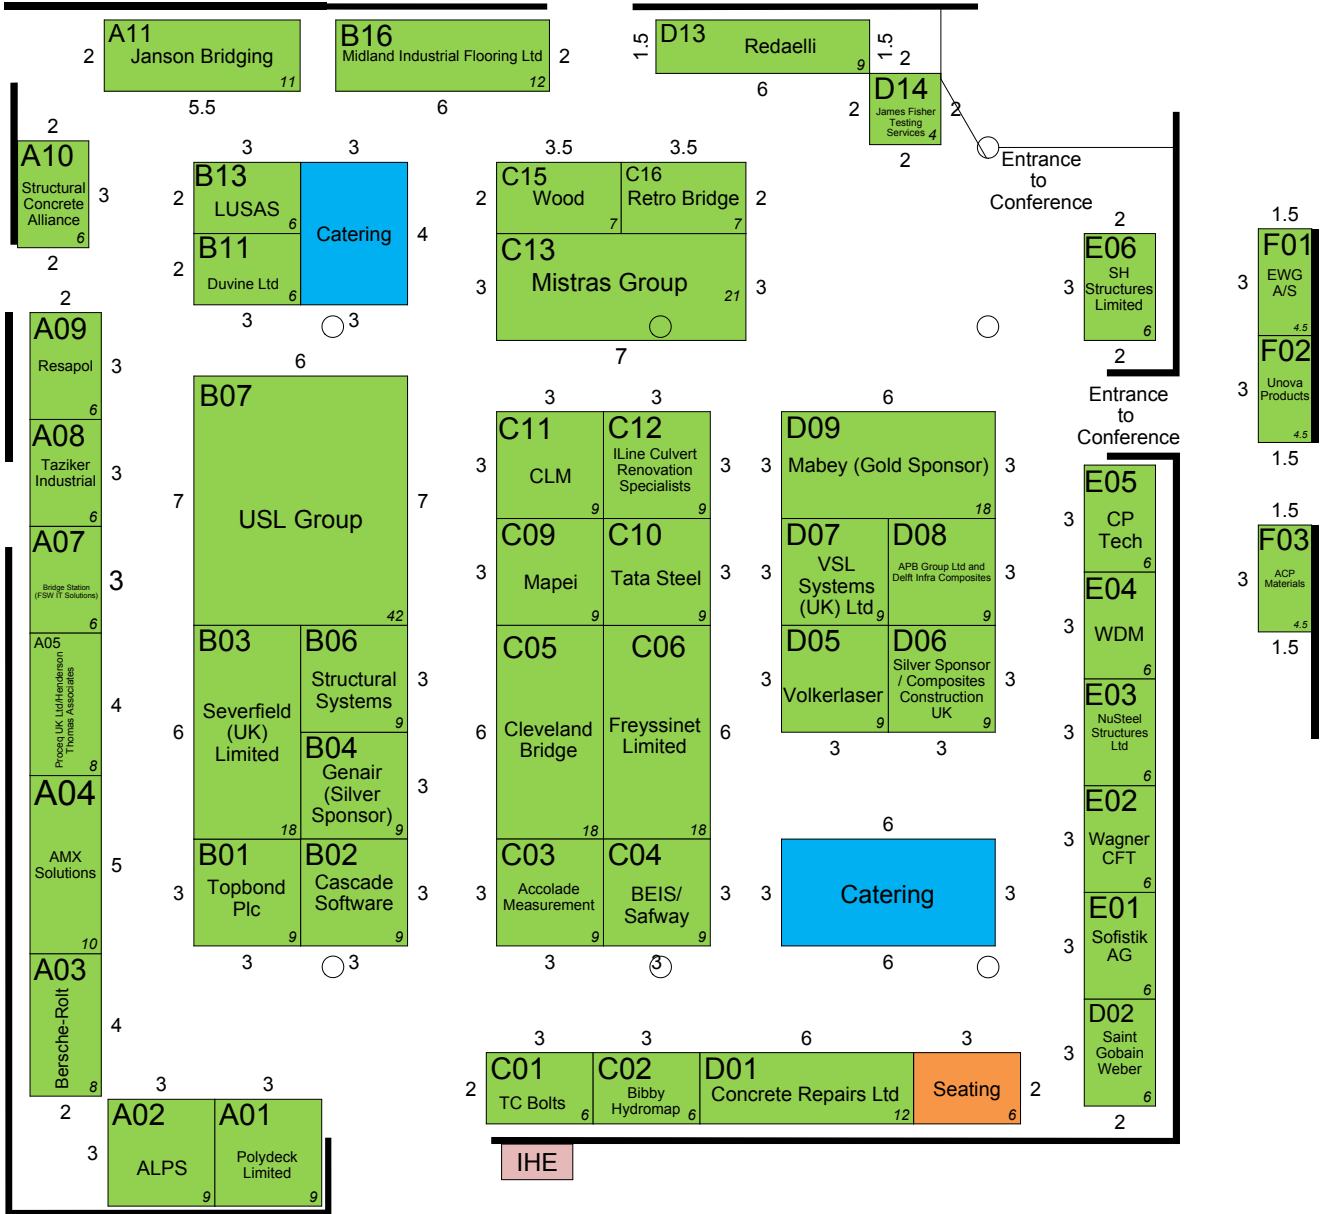 A11
Janson Bridging
11
2
5.5
B16
Midland Industrial Flooring Ltd
12
2
6
1.5
D13
Redaelli
9
1.5
6
2
D14
James Fisher
Testing
Services
4
2
2
2
Entrance
to
Conference
2
A10
Structural
Concrete
Alliance
6
3
2
3
3
2
B13
LUSAS
6
2
B11
Duvine Ltd
6
Catering
4
3
3
3.5
3.5
2
C15
Wood
7
C16
Retro Bridge
7
2
3
C13
Mistras Group
21
3
7
2
3
E06
SH
Structures
Limited
6
2
1.5
3
F01
EWG
A/S
4.5
3
F02
Unova
Products
4.5
1.5
Entrance
to
Conference
2
A09
Resapol
6
3
A08
Taziker
Industrial
6
3
A07
Bridge Station
(FSW IT Solutions)
6
3
A05
Proceq UK Ltd/Henderson
Thomas Associates
8
4
A04
AMX
Solutions
10
5
A03
Bersche-Rolt
8
4
2
6
7
B07
USL Group
42
7
6
B03
Severfield
(UK)
Limited
18
B06
Structural
Systems
9
3
B04
Genair
(Silver
Sponsor)
9
3
3
B01
Topbond
Plc
9
B02
Cascade
Software
9
3
3
3
3
3
3
C11
CLM
9
C12
ILine Culvert
Renovation
Specialists
9
3
3
C09
Mapei
9
C10
Tata Steel
9
3
6
C05
Cleveland
Bridge
18
C06
Freyssinet
Limited
18
6
3
C03
Accolade
Measurement
9
C04
BEIS/
Safway
9
3
3
3
6
3
D09
Mabey (Gold Sponsor)
18
3
3
D07
VSL
Systems
(UK) Ltd
9
D08
APB Group Ltd and
Delft Infra Composites
9
3
3
D05
Volkerlaser
9
D06
Silver Sponsor
/ Composites
Construction
UK
9
3
3
3
6
3
Catering
3
6
3
E05
CP
Tech
6
3
E04
WDM
6
3
E03
NuSteel
Structures
Ltd
6
3
E02
Wagner
CFT
6
3
E01
Sofistik
AG
6
3
D02
Saint
Gobain
Weber
6
2
1.5
3
F03
ACP
Materials
4.5
1.5
3
3
3
A02
ALPS
9
A01
Polydeck
Limited
9
3
3
6
3
2
C01
TC Bolts
6
C02
Bibby
Hydromap
6
D01
Concrete Repairs Ltd
12
Seating
6
2
IHE